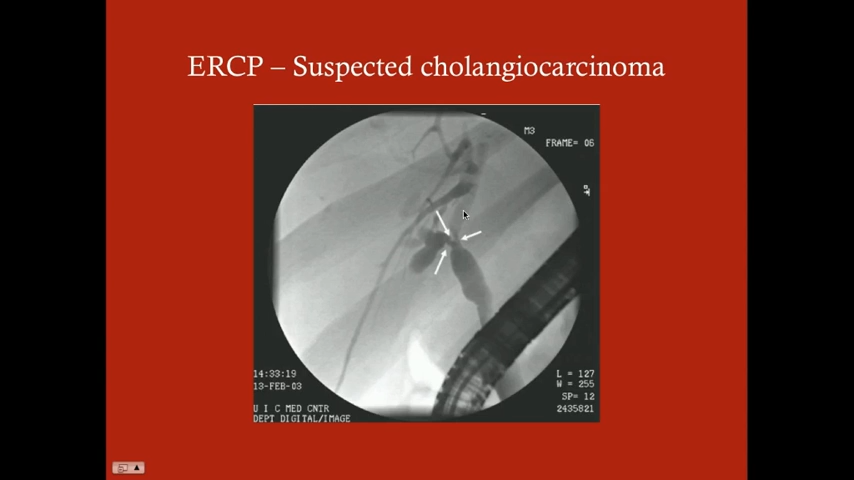 ERCP – Suspected cholangiocarcinoma
M3
FRAME= 06
14:33:19
13-FEB-03
U I C MED CNTR
DEPT DIGITAL/IMAGE
L = 127
W = 255
SP= 12
2435821